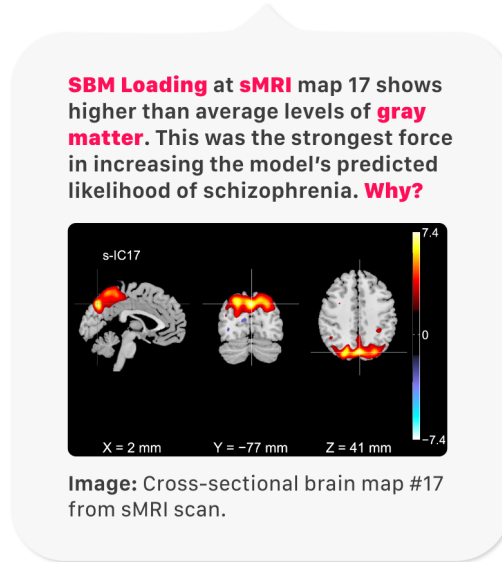 SBM Loading at sMRI map 17 shows
higher than average levels of gray
matter. This was the strongest force
in increasing the model’s predicted
likelihood of schizophrenia. Why?
s-IC17
7.4
0
−7.4
X = 2 mm
Y = −77 mm
Z = 41 mm
Image: Cross-sectional brain map #17
from sMRI scan.